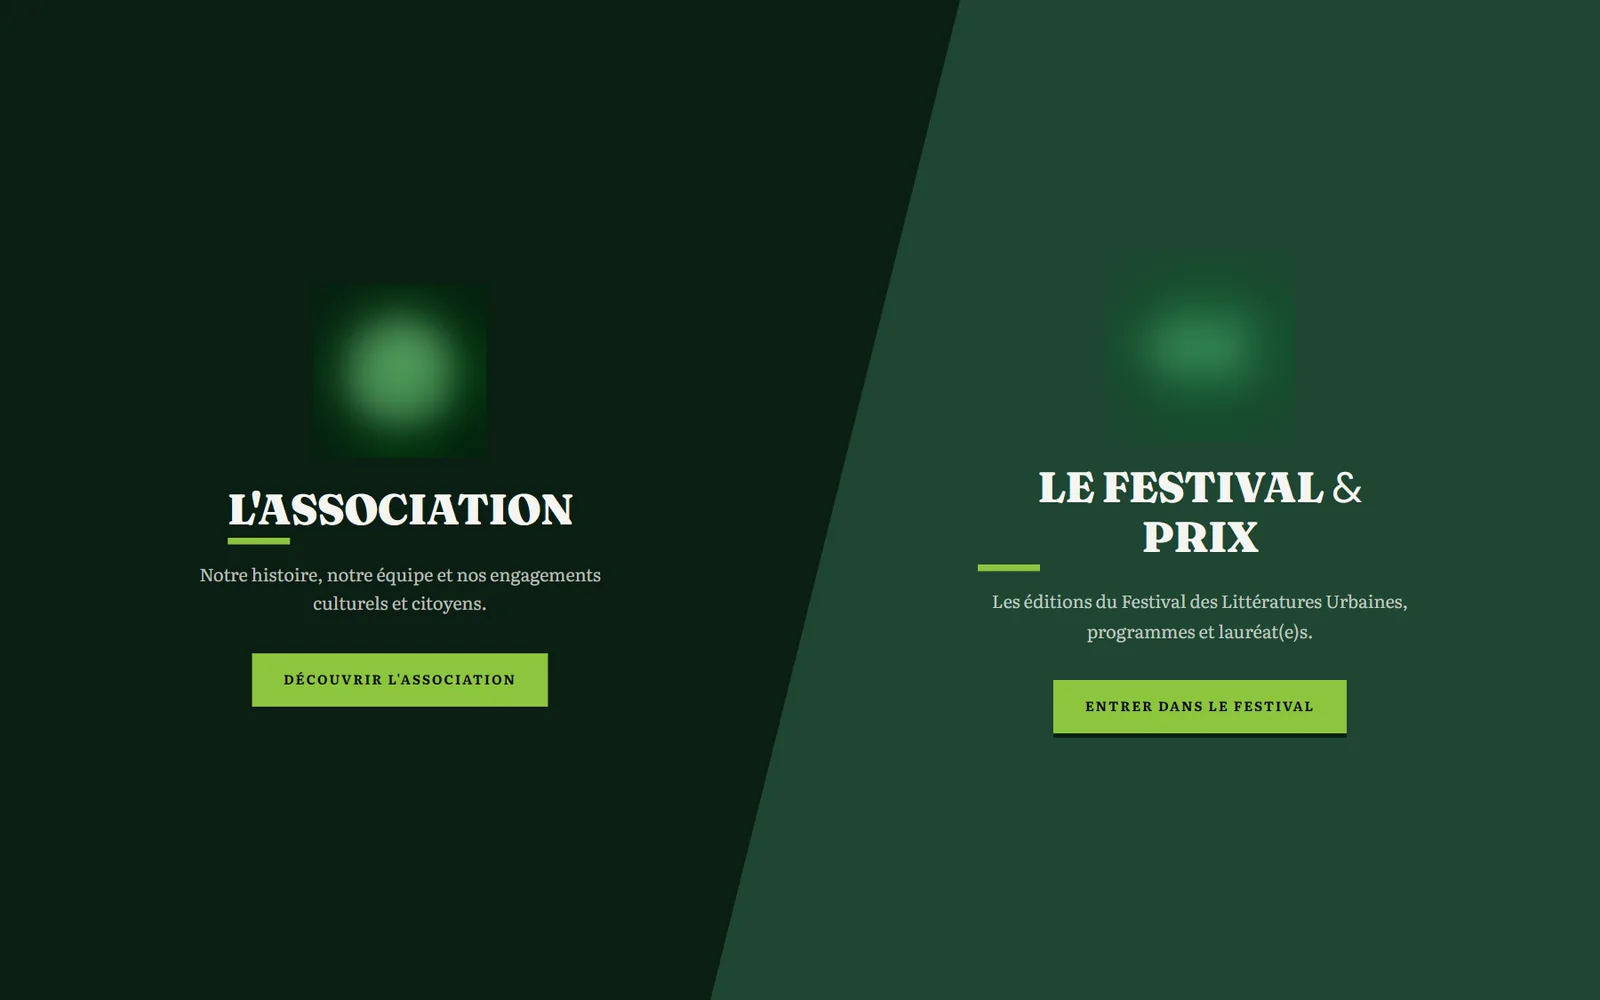 L'ASSOCIATION
Notre histoire, notre équipe et nos engagements
culturels et citoyens.
DÉCOUVRIR L'ASSOCIATION
LE FESTIVAL &
PRIX
Les éditions du Festival des Littératures Urbaines,
programmes et lauréat(e)s.
ENTRER DANS LE FESTIVAL